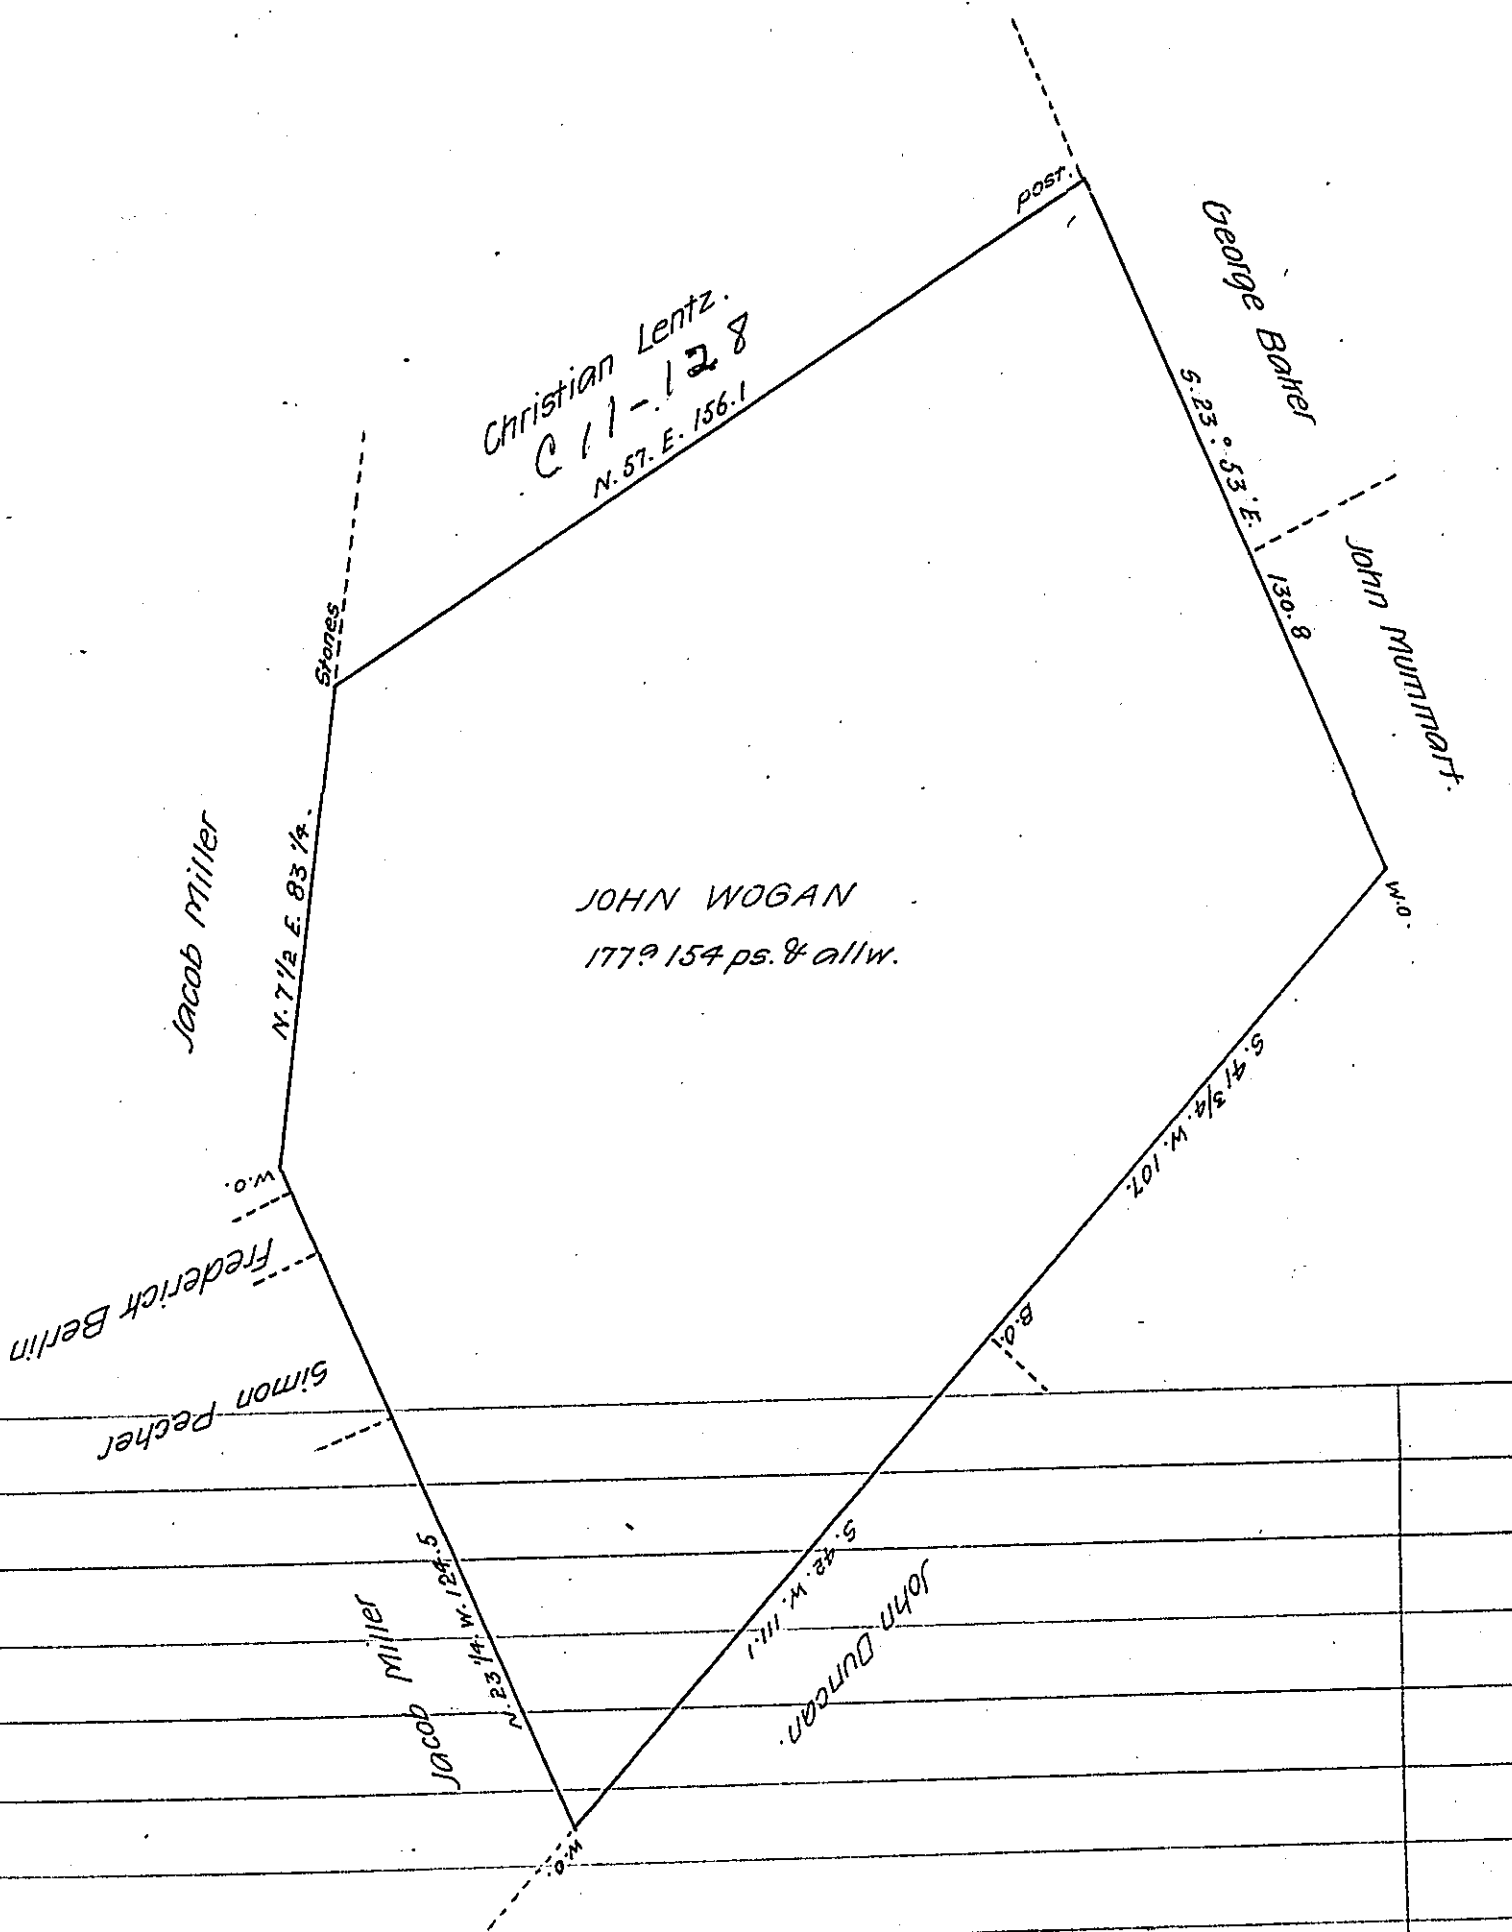 post.
George Baker
Christian Lentz.
C11-128
N. 57. E. 156.1
S. 23.° 53' E.
130.8
John Mummart.
Stones
Jacob Miller
N. 7 1/2 E. 83 1/4.
JOHN WOGAN
177a 154 ps. & allw.
W.O.
S. 41 3/4. W. 107.
W.O.
Frederick Berlin
B.O.
Simon Pecher
S. 42. W. 111.1
John Duncan.
Jacob Miller
N. 23 1/4. W. 124.5
W.O.